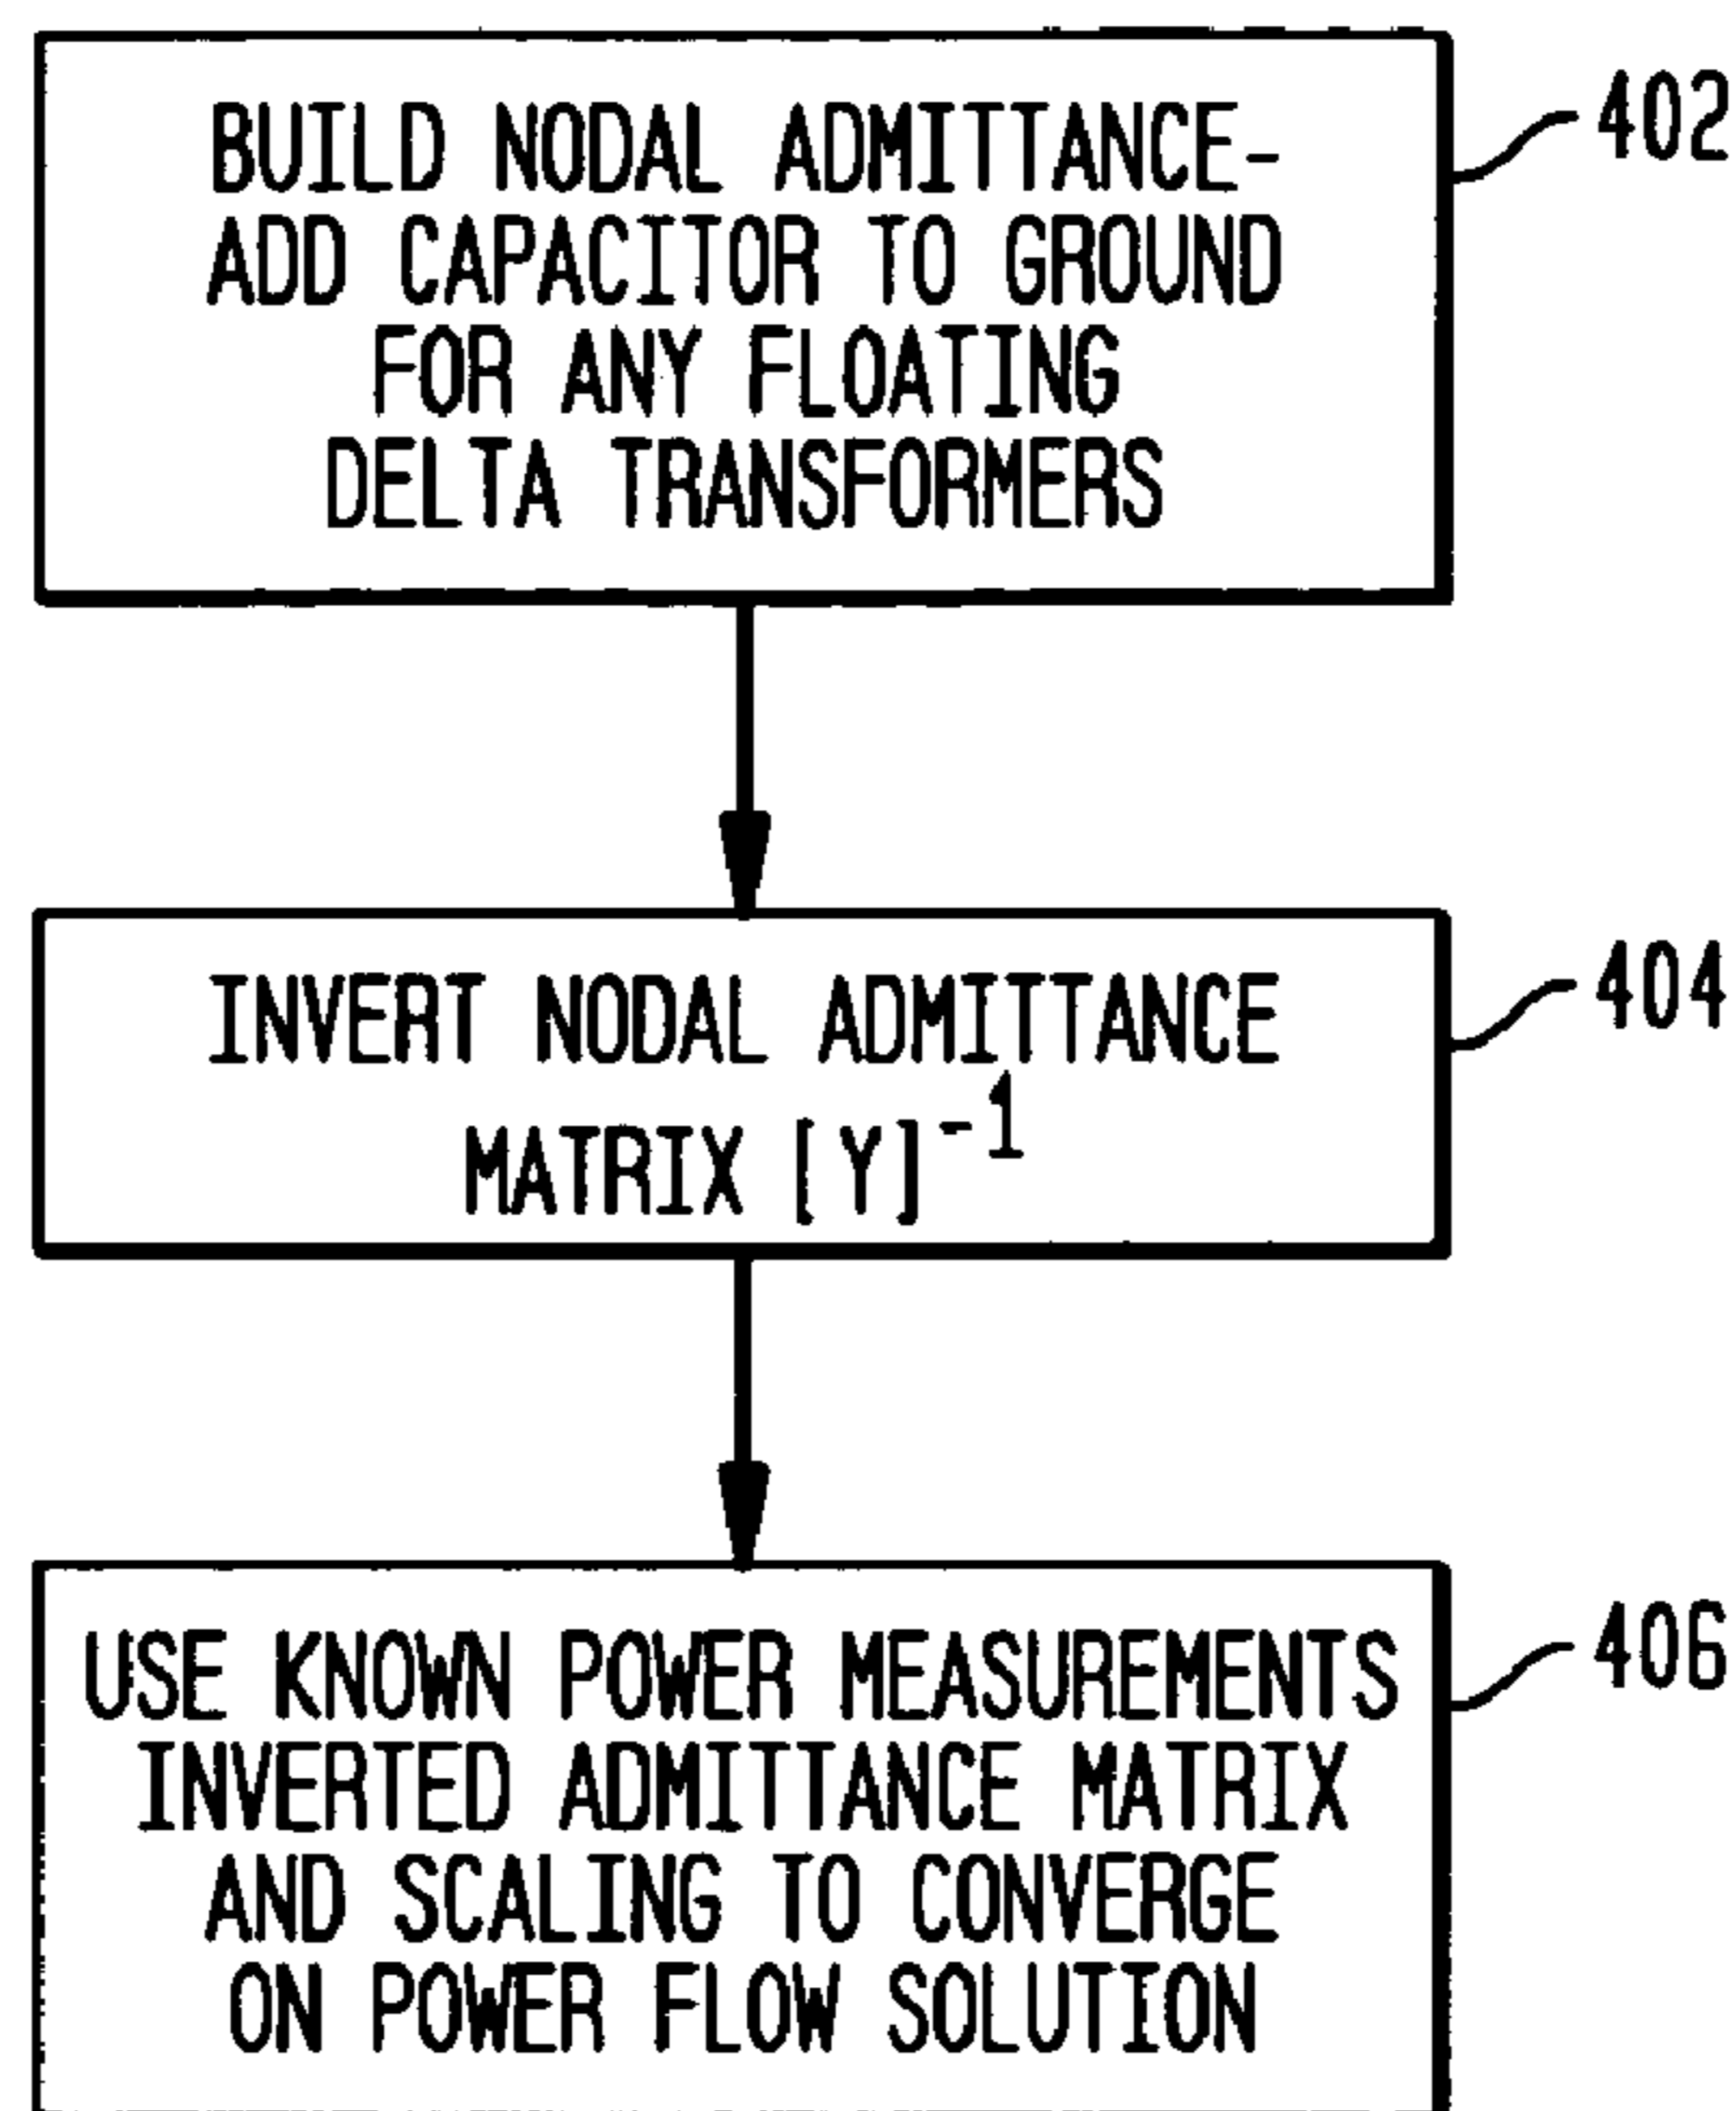 BUILD NODAL ADMITTANCE-
ADD CAPACITOR TO GROUND
FOR ANY FLOATING
DELTA TRANSFORMERS
402
INVERT NODAL ADMITTANCE
MATRIX [Y]⁻¹
404
USE KNOWN POWER MEASUREMENTS
INVERTED ADMITTANCE MATRIX
AND SCALING TO CONVERGE
ON POWER FLOW SOLUTION
406